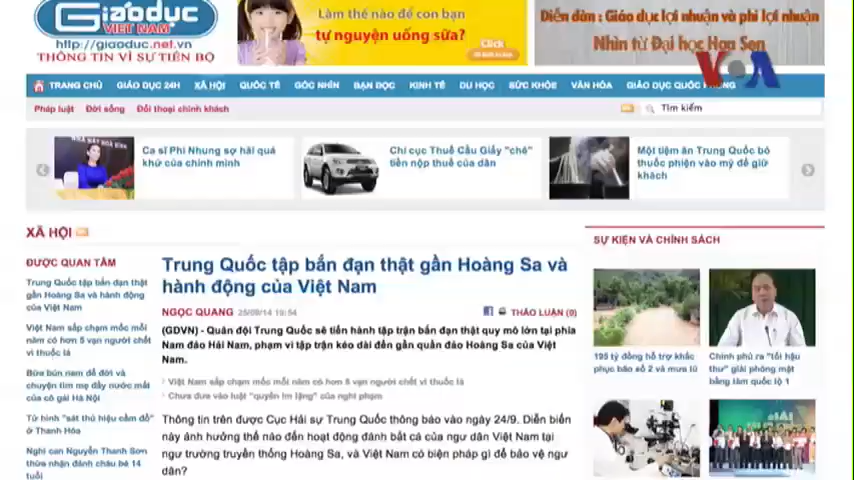 Giáo dục
VIỆT NAM
http://giaoduc.net.vn
THÔNG TIN VÌ SỰ TIẾN BỘ
Làm thế nào để con bạn
tự nguyện uống sữa?
Click
Diễn đàn : Giáo dục lợi nhuận và phi lợi nhuận
Nhìn từ Đại học Hoa Sen
VOA
TRANG CHỦ GIÁO DỤC 24H XÃ HỘI QUỐC TẾ GÓC NHÌN BẠN ĐỌC KINH TẾ DU HỌC SỨC KHỎE VĂN HÓA GIÁO DỤC QUỐC PHÒNG
Pháp luật Đời sống Đối thoại chính khách
Tìm kiếm
Ca sĩ Phi Nhung sợ hãi quá
khứ của chính mình
Chi cục Thuế Cầu Giấy "chê"
tiền nộp thuế của dân
Một tiệm ăn Trung Quốc bỏ
thuốc phiện vào mỳ để giữ
khách
XÃ HỘI
ĐƯỢC QUAN TÂM
Trung Quốc tập bắn đạn thật
gần Hoàng Sa và hành động
của Việt Nam
Việt Nam sắp chạm mốc mỗi
năm có hơn 5 vạn người chết
vì thuốc lá
Bữa bún nam để đời và
chuyện tìm mẹ đầy nước mắt
của cô gái Hà Nội
Tử hình "sát thủ hiệu cầm đồ"
ở Thanh Hóa
Nghi can Nguyễn Thanh Sơn
thừa nhận đánh cháu bé 14
tuổi
Trung Quốc tập bắn đạn thật gần Hoàng Sa và
hành động của Việt Nam
NGỌC QUANG 25/09/14 10:54
THẢO LUẬN (0)
(GDVN) - Quân đội Trung Quốc sẽ tiến hành tập trận bắn đạn thật quy mô lớn tại phía
Nam đảo Hải Nam, phạm vi tập trận kéo dài đến gần quần đảo Hoàng Sa của Việt
Nam.
Việt Nam sắp chạm mốc mỗi năm có hơn 5 vạn người chết vì thuốc lá
Chưa đưa vào luật "quyền im lặng" của nghi phạm
Thông tin trên được Cục Hải sự Trung Quốc thông báo vào ngày 24/9. Diễn biến
này ảnh hưởng thế nào đến hoạt động đánh bắt cá của ngư dân Việt Nam tại
ngư trường truyền thống Hoàng Sa, và Việt Nam có biện pháp gì để bảo vệ ngư
dân?
SỰ KIỆN VÀ CHÍNH SÁCH
195 tỷ đồng hỗ trợ khắc
phục bão số 2 và mưa lũ
Chính phủ ra "tối hậu
thư" giải phóng mặt
bằng làm quốc lộ 1